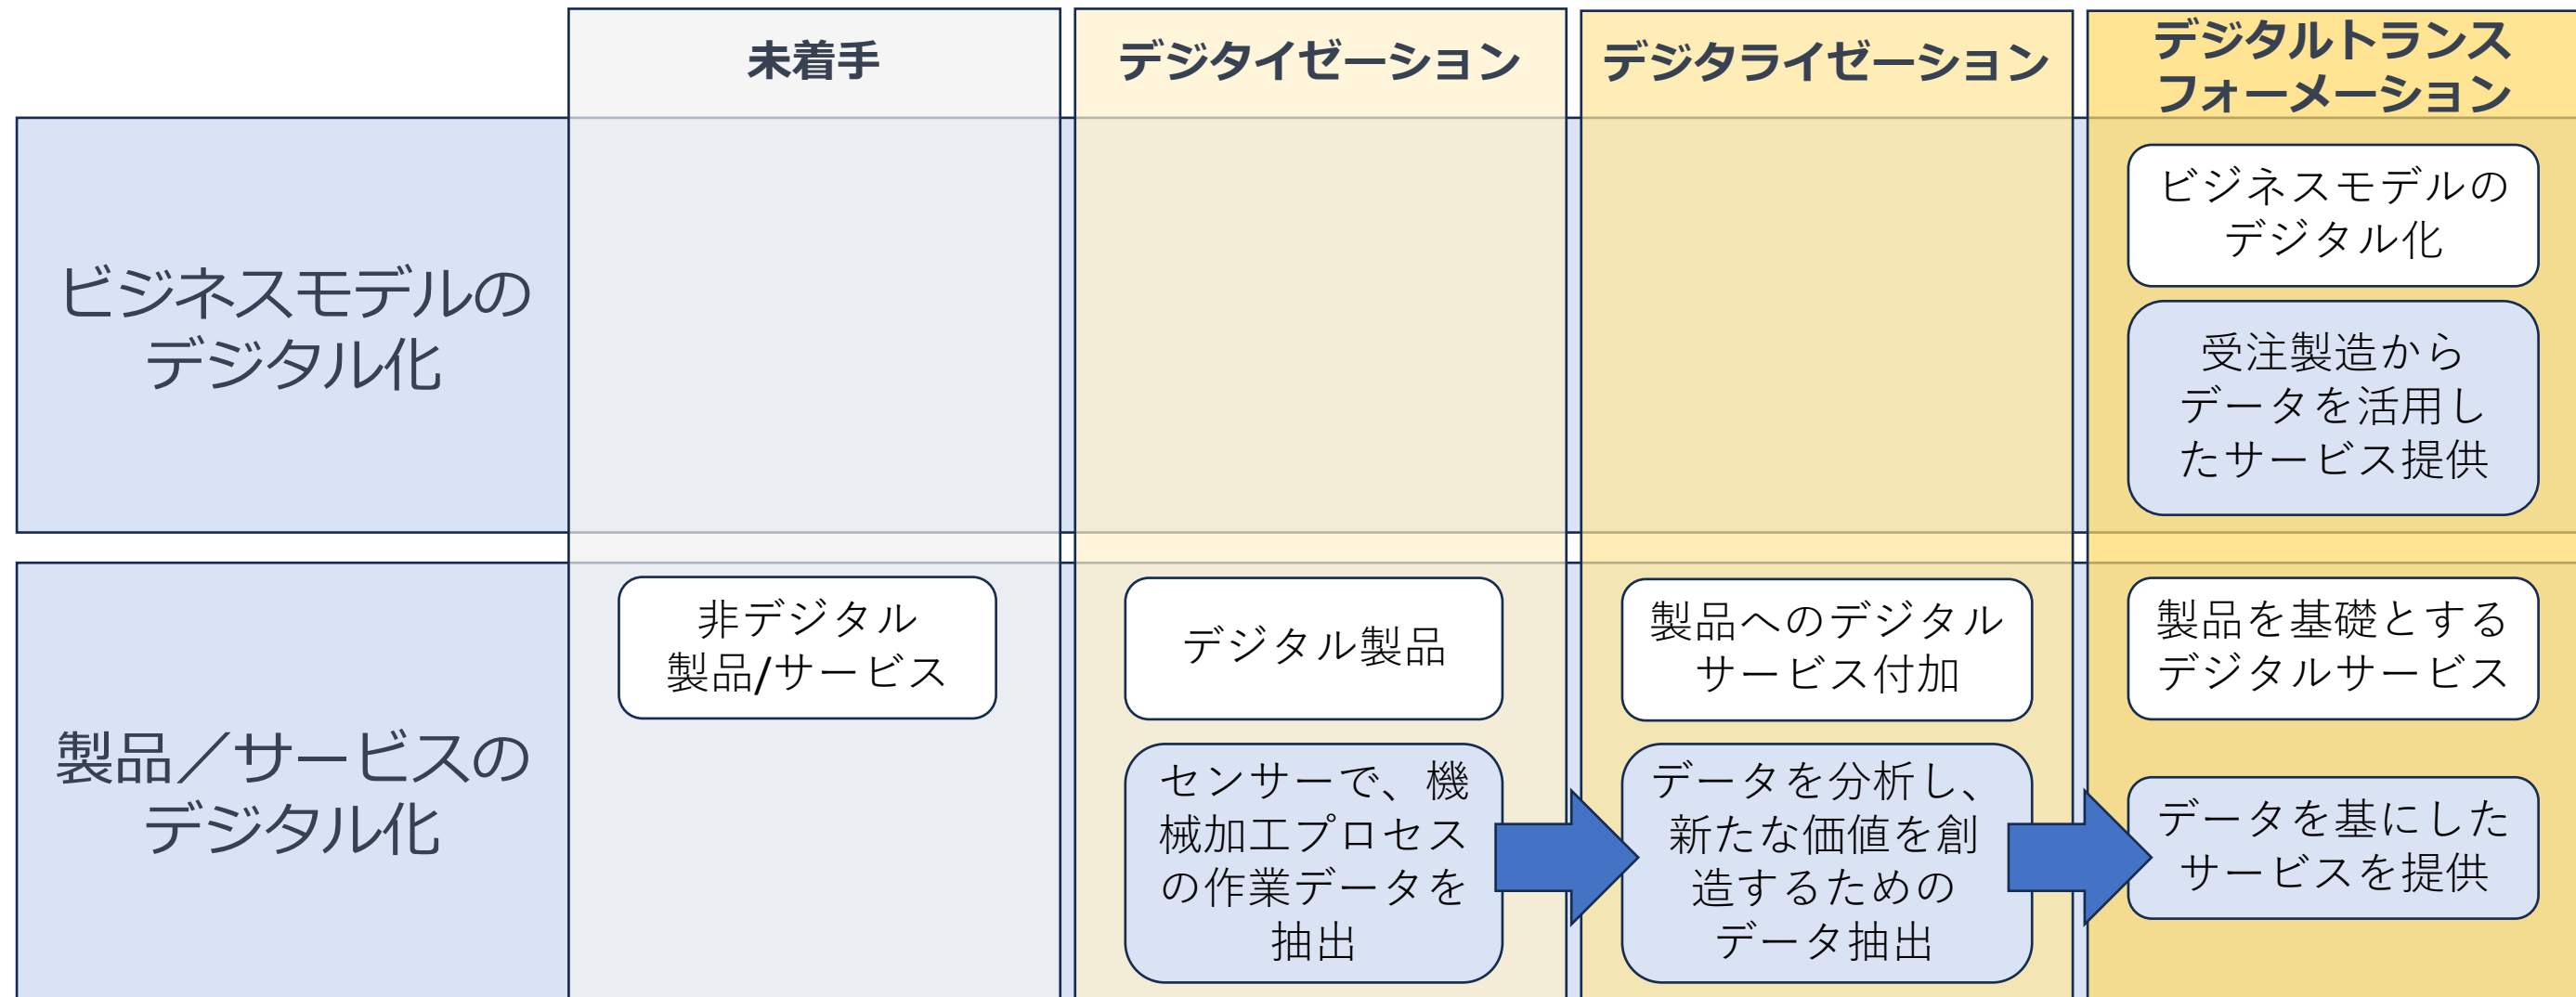 未着手
デジタイゼーション
デジタライゼーション
デジタルトランス
フォーメーション
ビジネスモデルの
デジタル化
ビジネスモデルの
デジタル化
受注製造から
データを活用し
たサービス提供
製品／サービスの
デジタル化
非デジタル
製品/サービス
デジタル製品
製品へのデジタル
サービス付加
製品を基礎とする
デジタルサービス
センサーで、機
械加工プロセス
の作業データを
抽出
データを分析し、
新たな価値を創
造するための
データ抽出
データを基にした
サービスを提供